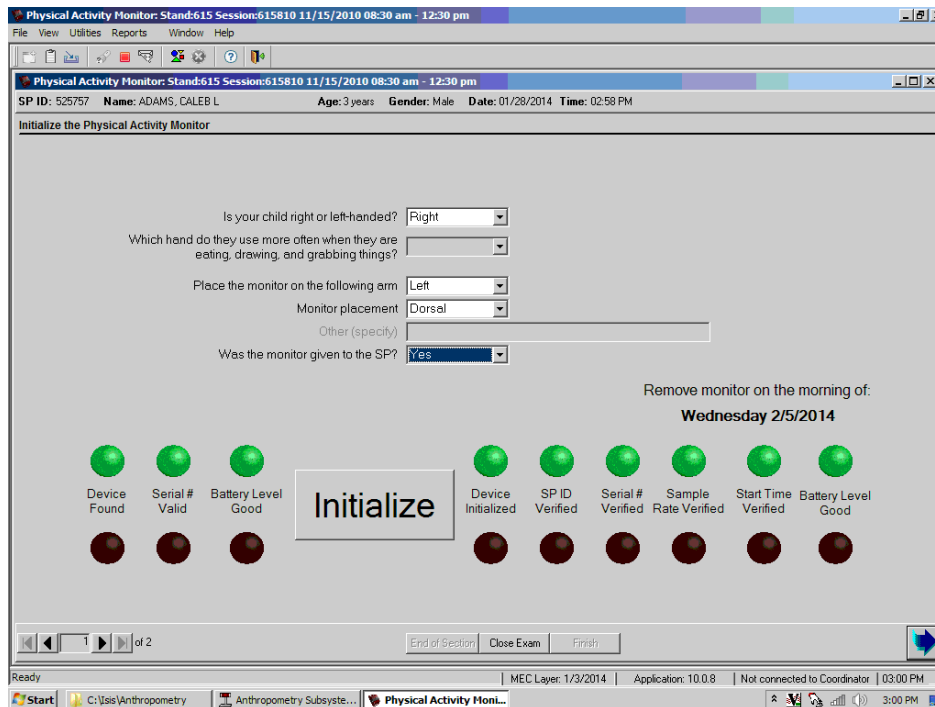 Physical Activity Monitor: Stand:615 Session:615810 11/15/2010 08:30 am - 12:30 pm
File View Utilities Reports Window Help
Physical Activity Monitor: Stand:615 Session:615810 11/15/2010 08:30 am - 12:30 pm
SP ID: 525757 Name: ADAMS, CALEB L Age: 3 years Gender: Male Date: 01/28/2014 Time: 02:58 PM
Initialize the Physical Activity Monitor
Is your child right or left-handed? Right
Which hand do they use more often when they are
eating, drawing, and grabbing things?
Place the monitor on the following arm Left
Monitor placement Dorsal
Other (specify)
Was the monitor given to the SP? Yes
Remove monitor on the morning of:
Wednesday 2/5/2014
Device Found
Serial # Valid
Battery Level Good
Initialize
Device Initialized
SP ID Verified
Serial # Verified
Sample Rate Verified
Start Time Verified
Battery Level Good
1 of 2 End of Section Close Exam Finish
Ready MEC Layer: 1/3/2014 Application: 10.0.8 Not connected to Coordinator 03:00 PM
Start C:\Isis\Anthropometry Anthropometry Subsyste... Physical Activity Moni... 3:00 PM